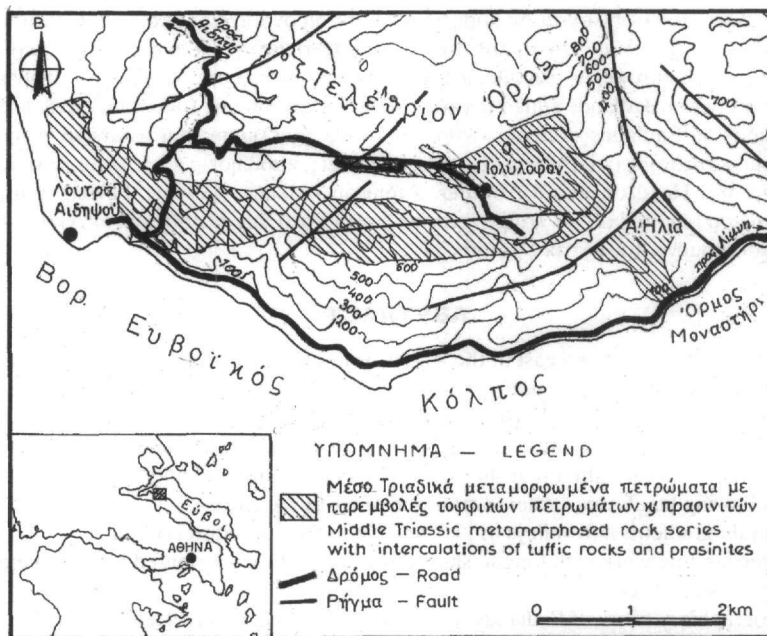 Β
προς
Αιδηψό
Τελέθριον Όρος
800
700
600
500
400
700
Πολύλοφον
Λουτρά
Αιδηψού
Α.Ηλία
προς Λίμνη
100
600
500
400
300
200
100
Όρμος
Μοναστήρι
Βορ. Ευβοϊκός Κόλπος
ΥΠΟΜΝΗΜΑ — LEGEND
Μέσο Τριαδικά μεταμορφωμένα πετρώματα με
παρεμβολές τοφφικών πετρωμάτων ϗ πρασινιτών
Middle Triassic metamorphosed rock series
with intercalations of tuffic rocks and prasinites
Δρόμος — Road
Ρήγμα — Fault
0 1 2km
Εύβοια
ΑΘΗΝΑ